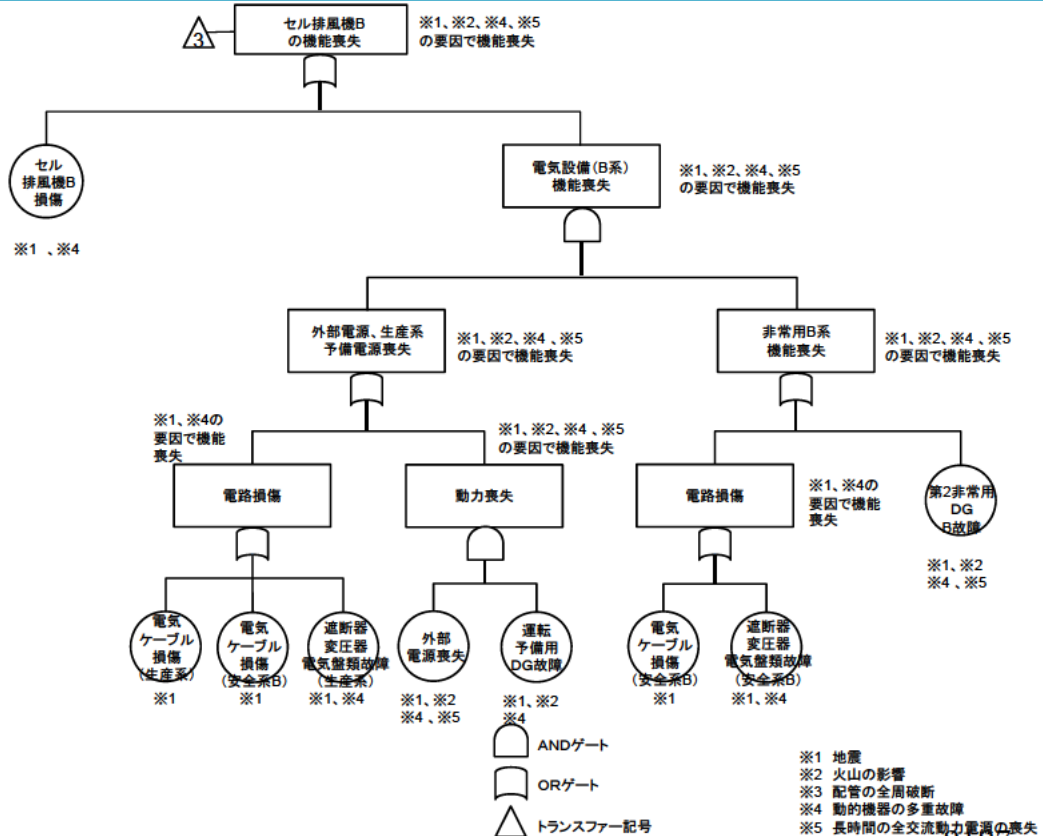 3
セル排風機B
の機能喪失
※1、※2、※4、※5
の要因で機能喪失
セル
排風機B
損傷
※1 、※4
電気設備(B系)
機能喪失
※1、※2、※4、※5
の要因で機能喪失
外部電源、生産系
予備電源喪失
※1、※2、※4 、※5
の要因で機能喪失
非常用B系
機能喪失
※1、※2、※4 、※5
の要因で機能喪失
※1、※4の
要因で機能
喪失
電路損傷
※1、※2、※4 、※5
の要因で機能喪失
動力喪失
電路損傷
※1、※4の
要因で機能
喪失
第2非常用
DG
B故障
※1、※2
※4 、※5
電気
ケーブル
損傷
(生産系)
※1
電気
ケーブル
損傷
(安全系B)
※1
遮断器
変圧器
電気盤類故障
(生産系)
※1、※4
外部
電源喪失
※1、※2
※4 、※5
運転
予備用
DG故障
※1、※2
※4
電気
ケーブル
損傷
(安全系B)
※1
遮断器
変圧器
電気盤類故障
(安全系B)
※1、※4
ANDゲート
ORゲート
トランスファー記号
※1 地震
※2 火山の影響
※3 配管の全周破断
※4 動的機器の多重故障
※5 長時間の全交流動力電源の喪失